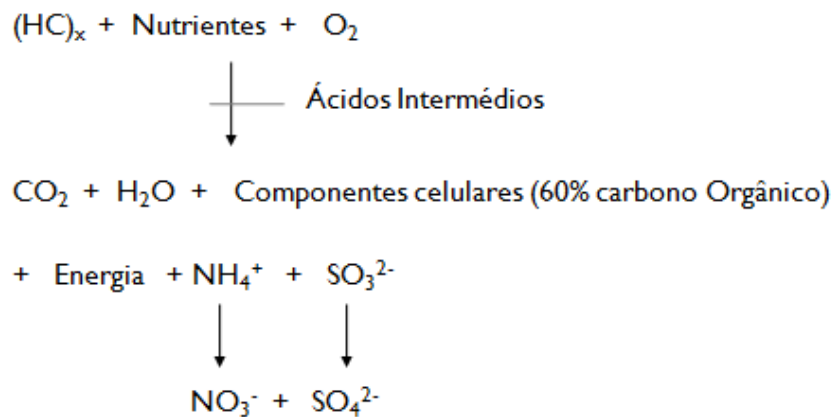 (HC)ₓ + Nutrientes + O₂
Ácidos Intermédios
CO₂ + H₂O + Componentes celulares (60% carbono Orgânico)
+ Energia + NH₄⁺ + SO₃²⁻
NO₃⁻ + SO₄²⁻